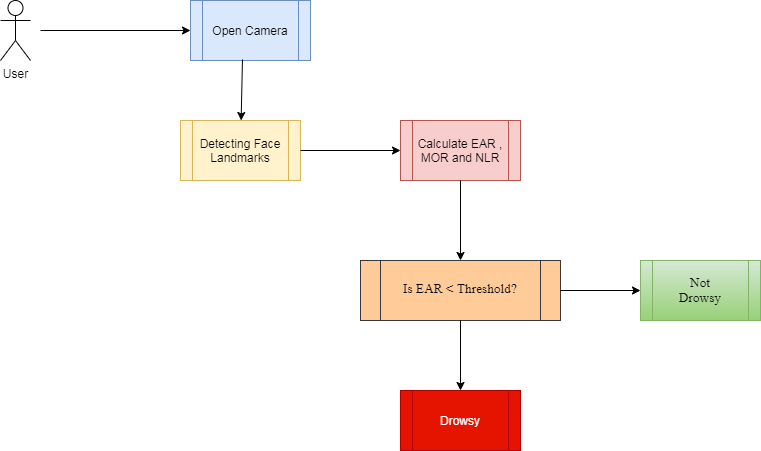 Open Camera
User
Detecting Face
Landmarks
Calculate EAR ,
MOR and NLR
Is EAR < Threshold?
Not
Drowsy
Drowsy